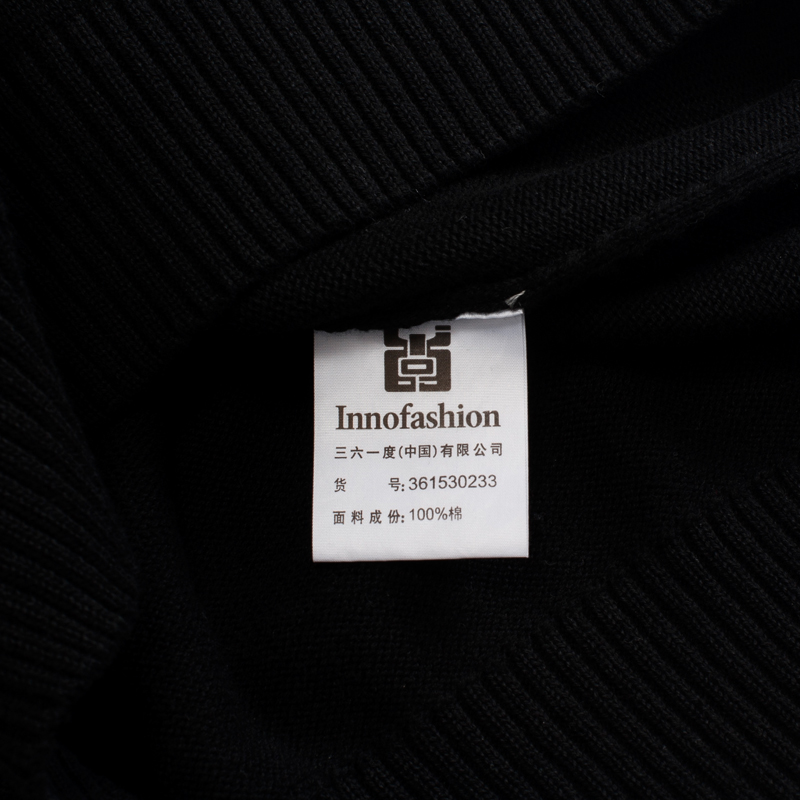 Innofashion
三六一度(中国)有限公司
货 号: 361530233
面料成份: 100%棉